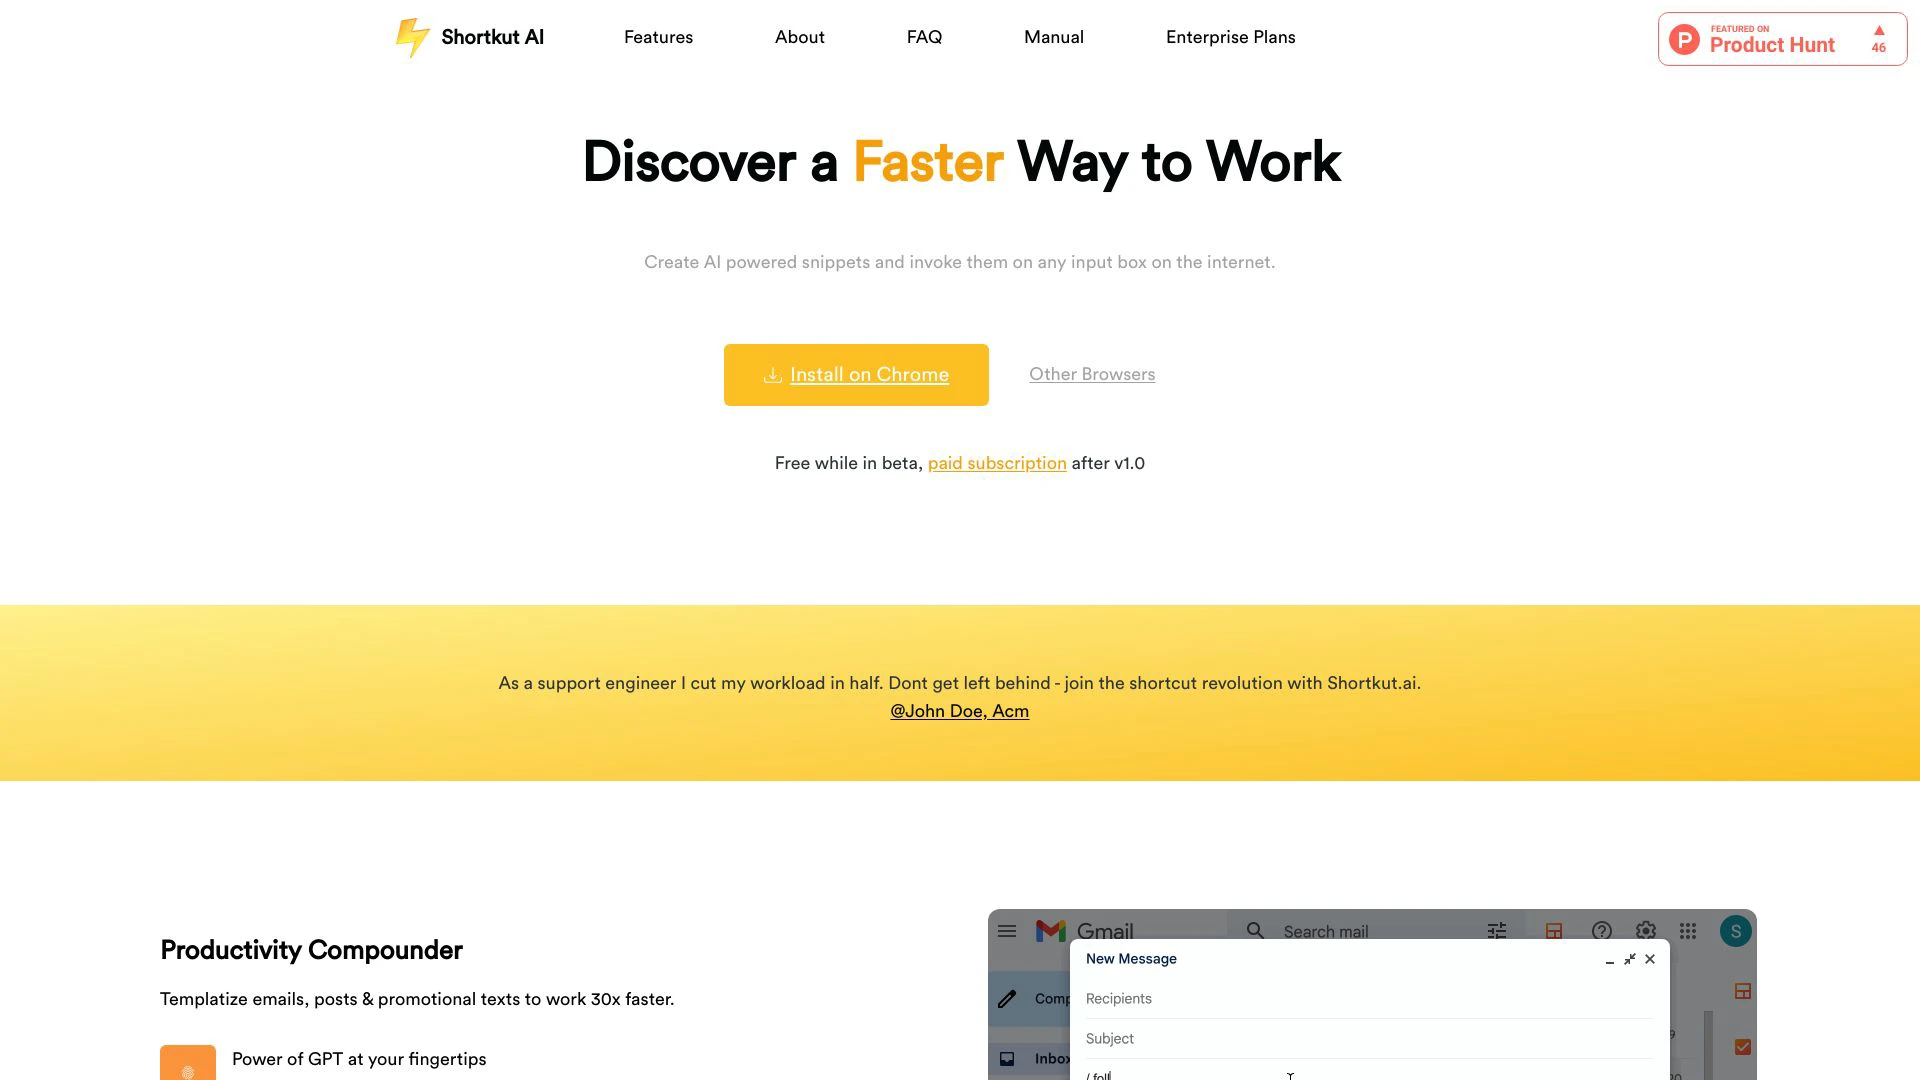 Shortkut AI
Features
About
FAQ
Manual
Enterprise Plans
FEATURED ON
Product Hunt
46
Discover a Faster Way to Work
Create AI powered snippets and invoke them on any input box on the internet.
Install on Chrome
Other Browsers
Free while in beta, paid subscription after v1.0
As a support engineer I cut my workload in half. Dont get left behind - join the shortcut revolution with Shortkut.ai.
@John Doe, Acm
Productivity Compounder
Templatize emails, posts & promotional texts to work 30x faster.
Power of GPT at your fingertips
Gmail
Search mail
S
New Message
Comp
Recipients
Subject
Inbox
/ foll